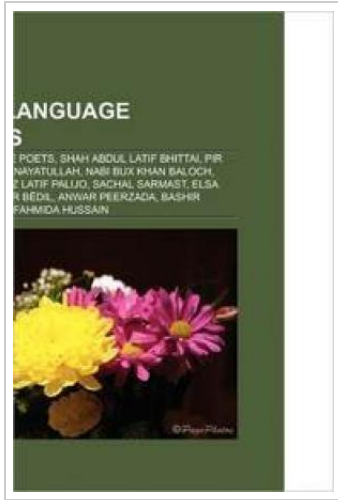 LANGUAGE
S
E POETS, SHAH ABDUL LATIF BHITTAI, PIR
NAYATULLAH, NABI BUX KHAN BALOCH,
Z LATIF PALIJO, SACHAL SARMAST, ELSA
R BEDIL, ANWAR PEERZADA, BASHIR
FAHMIDA HUSSAIN
©PagePhotos